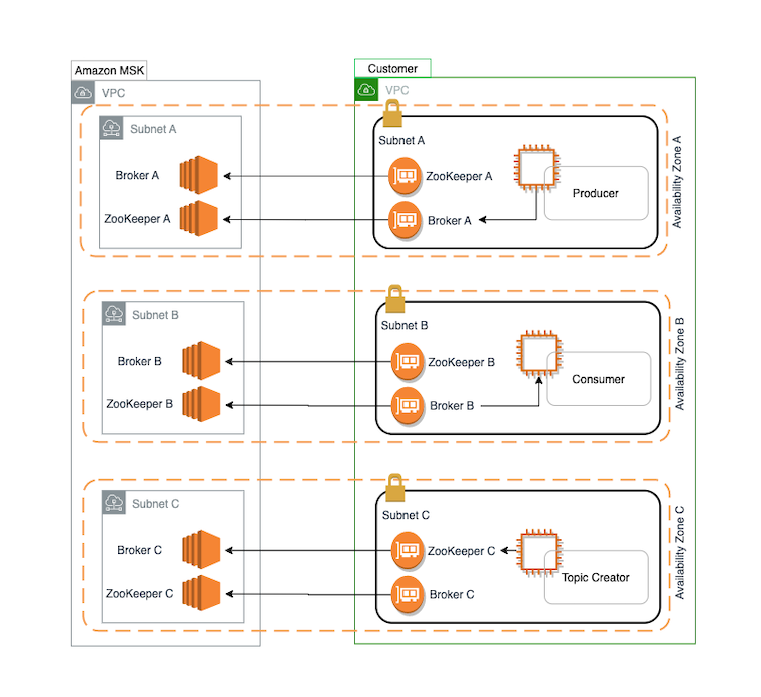 Amazon MSK
VPC
Customer
VPC
Subnet A
Broker A
ZooKeeper A
Subnet A
ZooKeeper A
Broker A
Producer
Availability Zone A
Subnet B
Broker B
ZooKeeper B
Subnet B
ZooKeeper B
Broker B
Consumer
Availability Zone B
Subnet C
Broker C
ZooKeeper C
Subnet C
ZooKeeper C
Broker C
Topic Creator
Availability Zone C